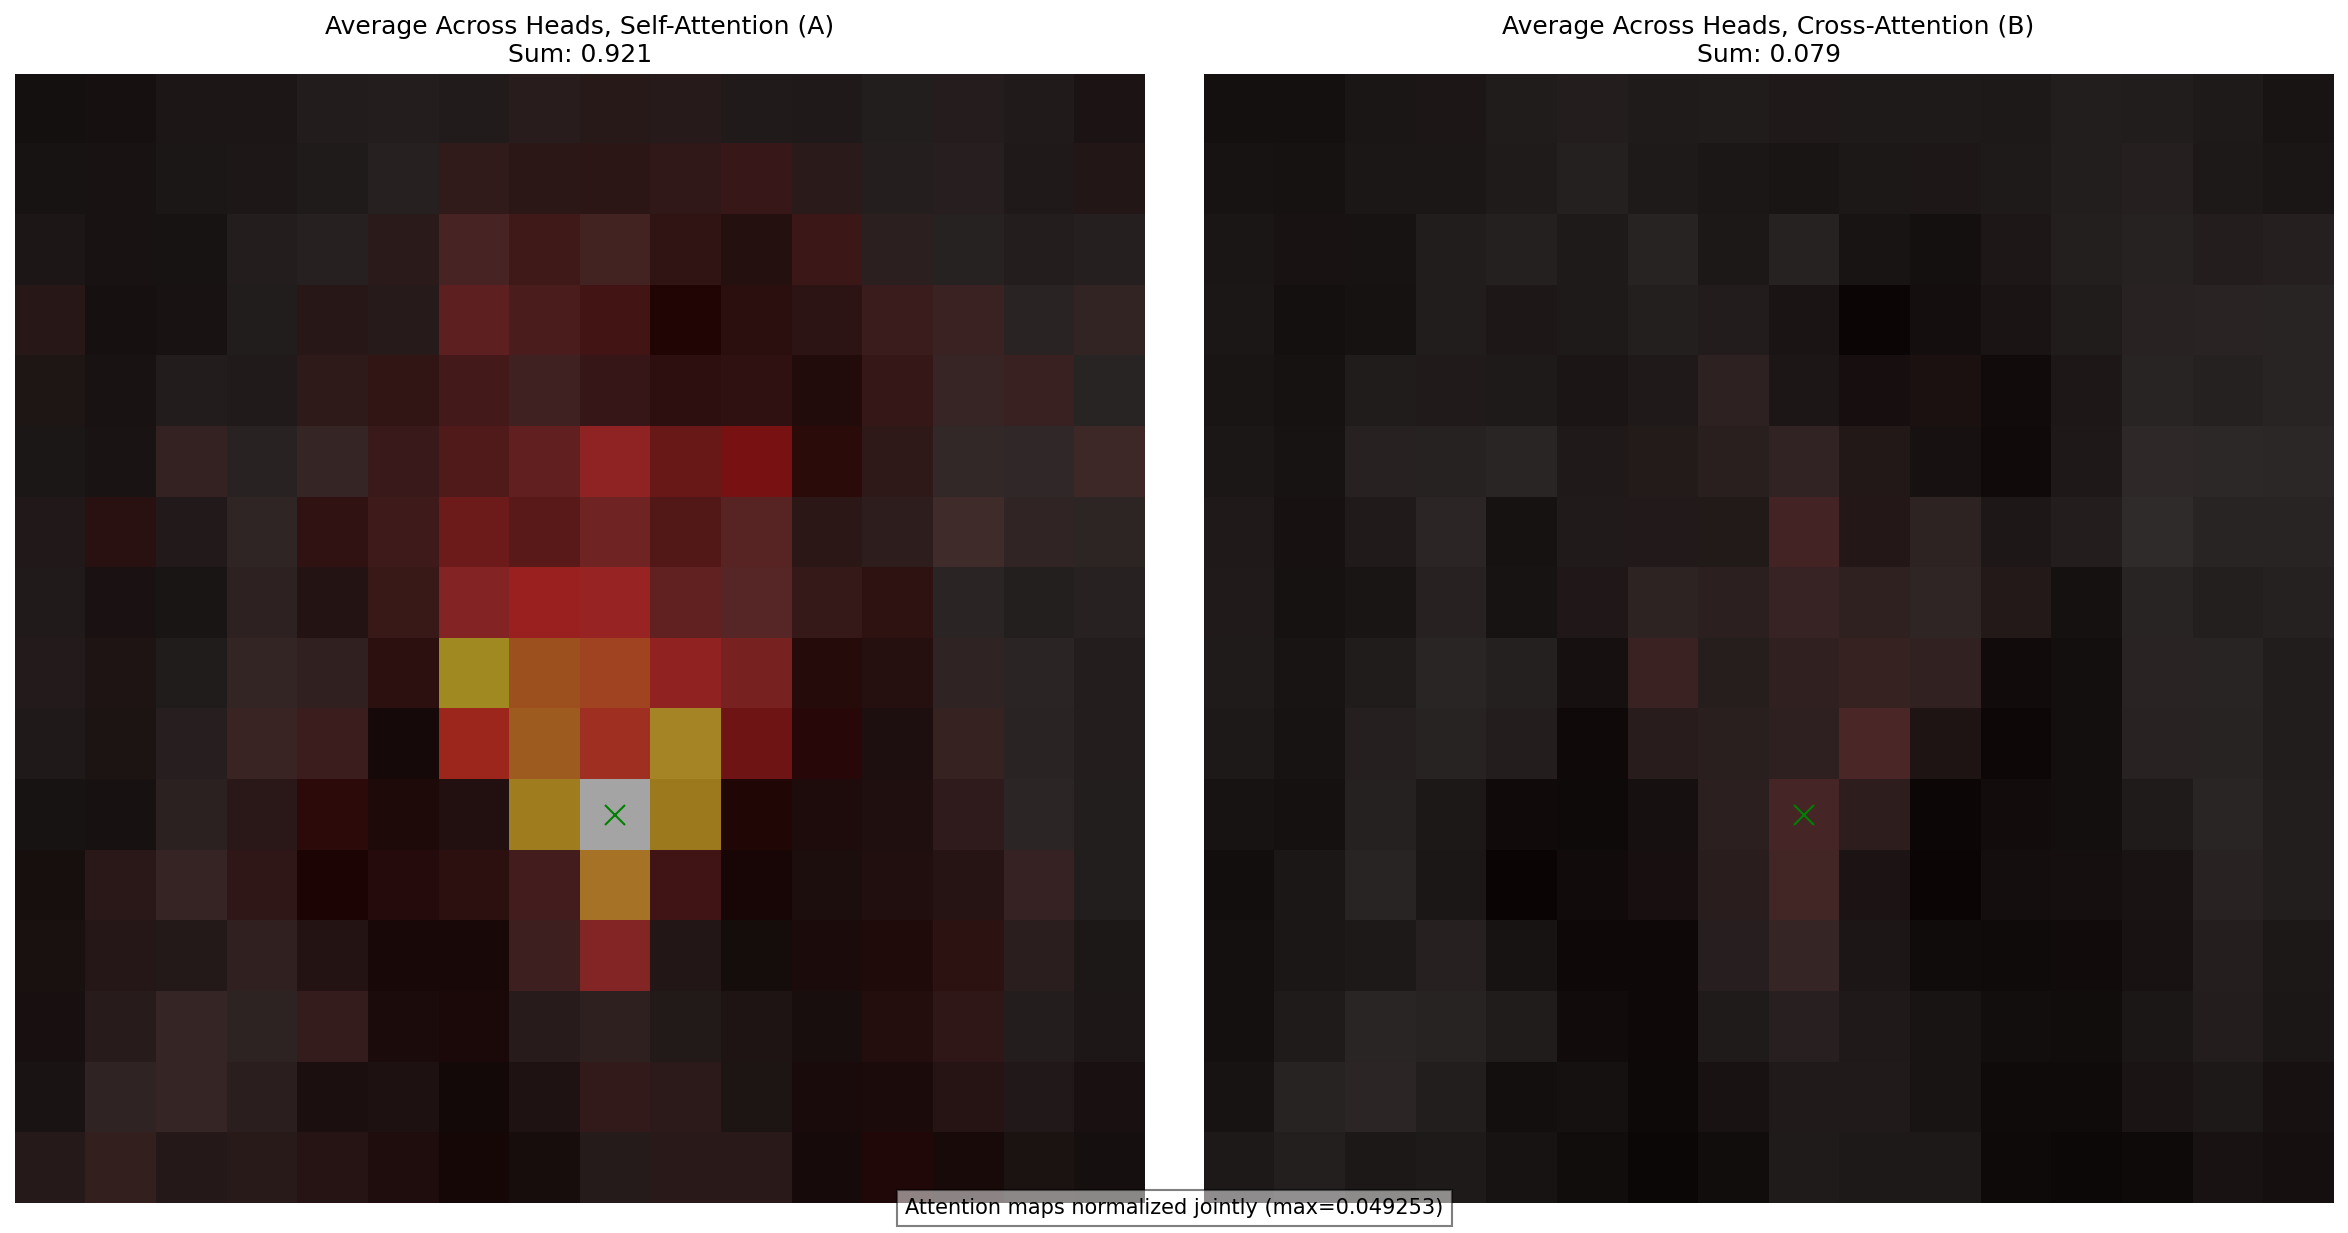 Average Across Heads, Self-Attention (A)
Sum: 0.921
Average Across Heads, Cross-Attention (B)
Sum: 0.079
Attention maps normalized jointly (max=0.049253)